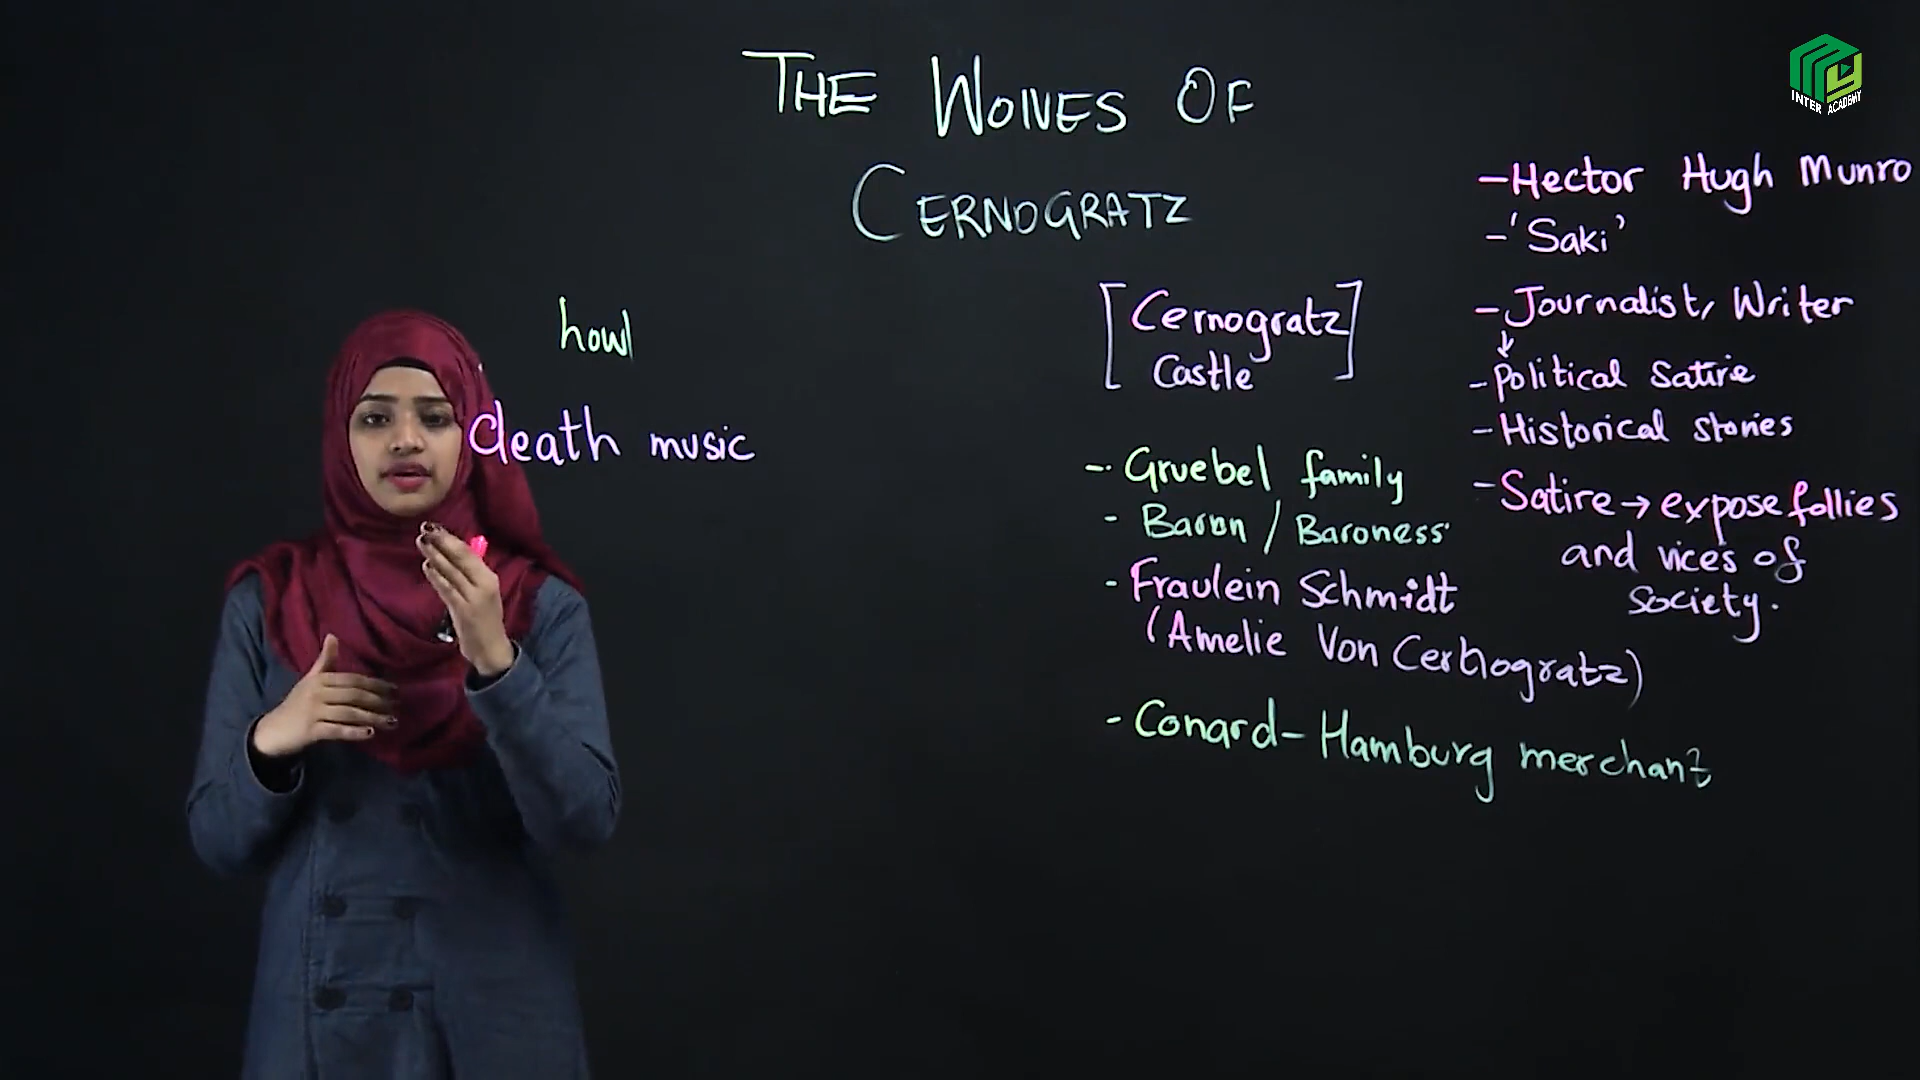 THE WOLVES OF
CERNOGRATZ
howl
death music
[Cernogratz
Castle]
- Gruebel family
- Baron / Baroness
- Fraulein Schmidt
(Amelie Von Cernogratz)
- Conard - Hamburg merchant
- Hector Hugh Munro
- 'Saki'
- Journalist, Writer
↓
- Political Satire
- Historical stories
- Satire → expose follies
and vices of
society.
INTER ACADEMY